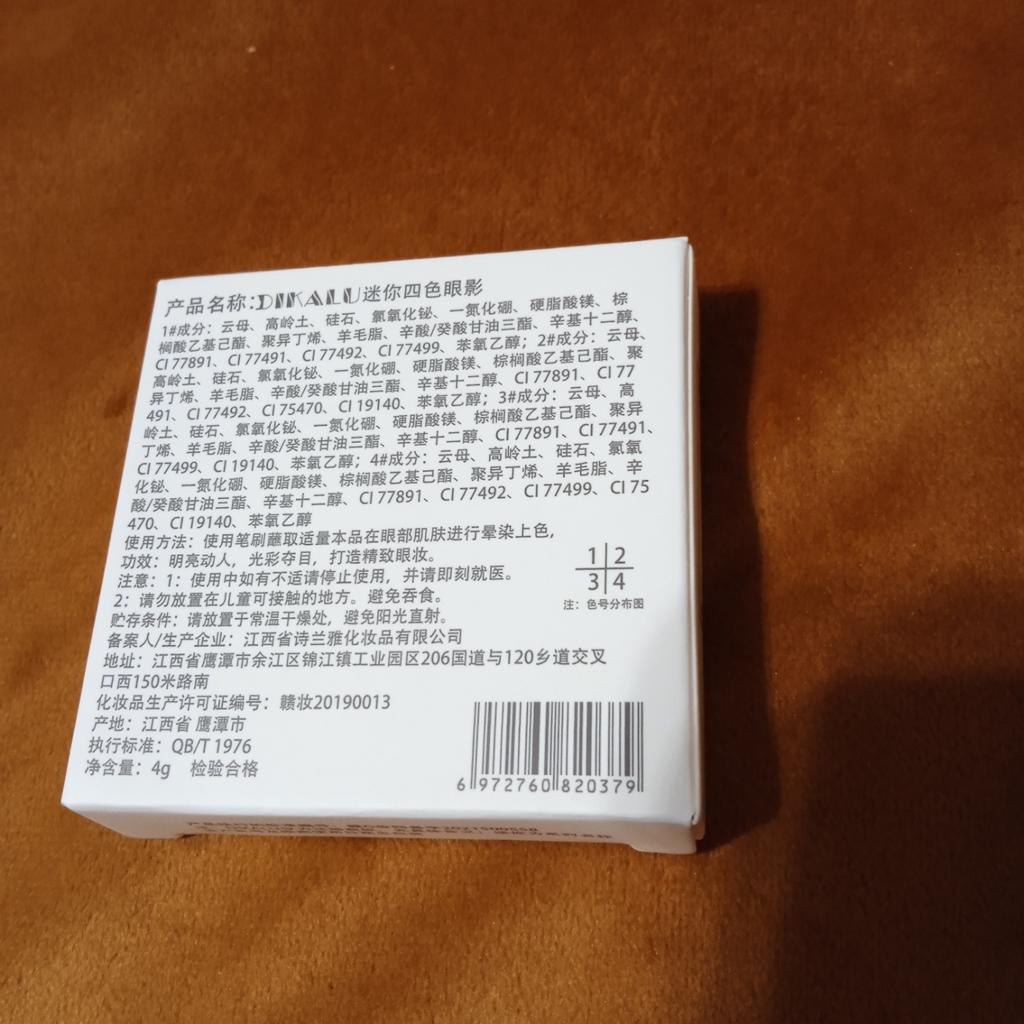 产品名称:DIKALU迷你四色眼影
1#成分：云母、高岭土、硅石、氯氧化铋、一氮化硼、硬脂酸镁、棕
榈酸乙基己酯、聚异丁烯、羊毛脂、辛酸/癸酸甘油三酯、辛基十二醇、
CI 77891、CI 77491、CI 77492、CI 77499、苯氧乙醇；2#成分：云母、
高岭土、硅石、氯氧化铋、一氮化硼、硬脂酸镁、棕榈酸乙基己酯、聚
异丁烯、羊毛脂、辛酸/癸酸甘油三酯、辛基十二醇、CI 77891、CI 77
491、CI 77492、CI 75470、CI 19140、苯氧乙醇；3#成分：云母、高
岭土、硅石、氯氧化铋、一氮化硼、硬脂酸镁、棕榈酸乙基己酯、聚异
丁烯、羊毛脂、辛酸/癸酸甘油三酯、辛基十二醇、CI 77891、CI 77491、
CI 77499、CI 19140、苯氧乙醇；4#成分：云母、高岭土、硅石、氯氧
化铋、一氮化硼、硬脂酸镁、棕榈酸乙基己酯、聚异丁烯、羊毛脂、辛
酸/癸酸甘油三酯、辛基十二醇、CI 77891、CI 77492、CI 77499、CI 75
470、CI 19140、苯氧乙醇
使用方法：使用笔刷蘸取适量本品在眼部肌肤进行晕染上色，
功效：明亮动人，光彩夺目，打造精致眼妆。
注意：1：使用中如有不适请停止使用，并请即刻就医。
2：请勿放置在儿童可接触的地方。避免吞食。
贮存条件：请放置于常温干燥处，避免阳光直射。
1 2
3 4
注：色号分布图
备案人/生产企业：江西省诗兰雅化妆品有限公司
地址：江西省鹰潭市余江区锦江镇工业园区206国道与120乡道交叉
口西150米路南
化妆品生产许可证编号：赣妆20190013
产地：江西省 鹰潭市
执行标准：QB/T 1976
净含量：4g 检验合格
6 972760 820379